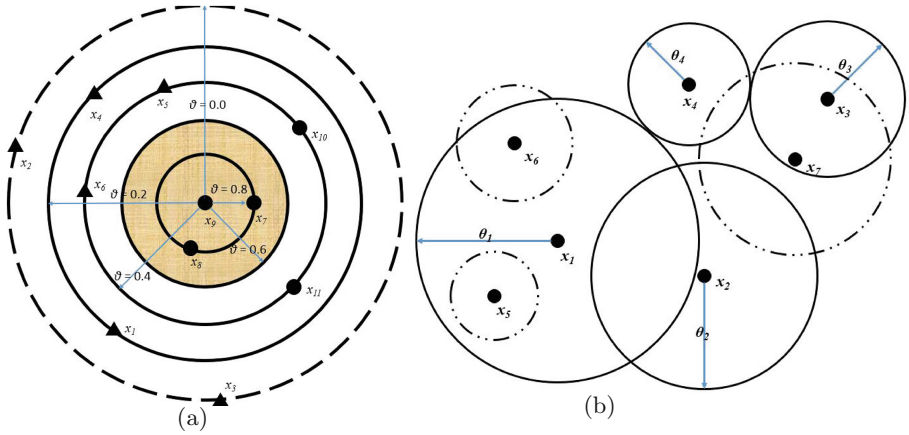 x2
x4
x5
ϑ = 0.0
x10
x6
ϑ = 0.2
ϑ = 0.8
x9
x7
x8
ϑ = 0.6
ϑ = 0.4
x11
x1
x3
(a)
θ4
x4
θ3
x3
x6
x7
θ1
x1
x5
x2
θ2
(b)